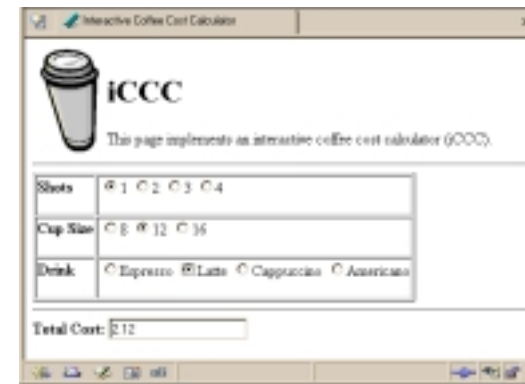 Interactive Coffee Cost Calculator
iCCC
This page implements an interactive coffee cost calculator (iCCC).
Shots 1 2 3 4
Cup Size 8 12 16
Drink Espresso Latte Cappuccino Americano
Total Cost: 2.12